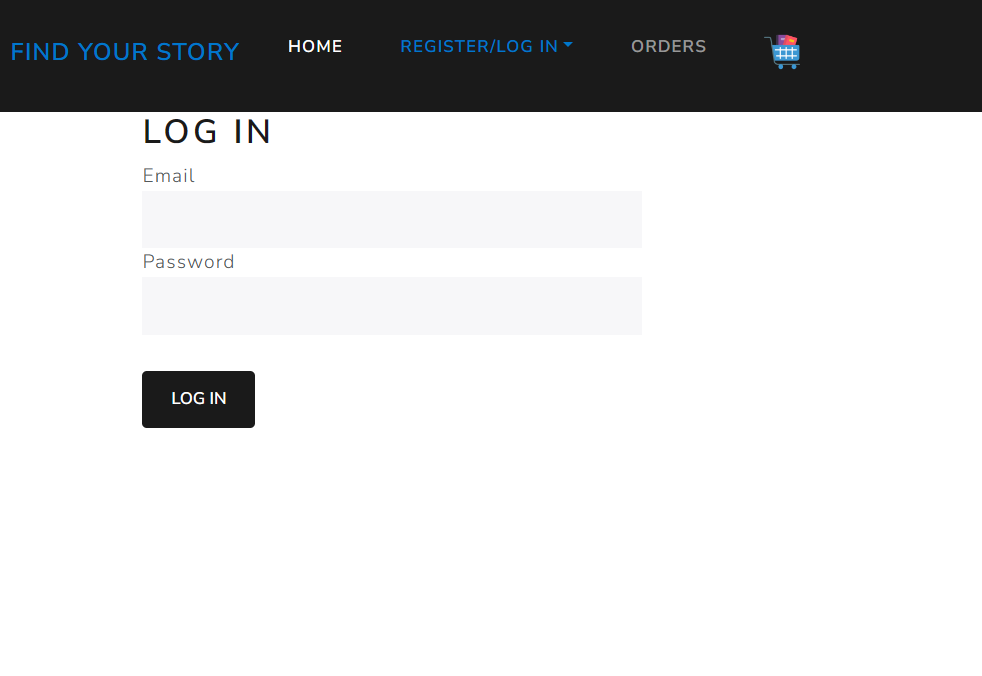 FIND YOUR STORY HOME REGISTER/LOG IN ORDERS
LOG IN
Email
Password
LOG IN